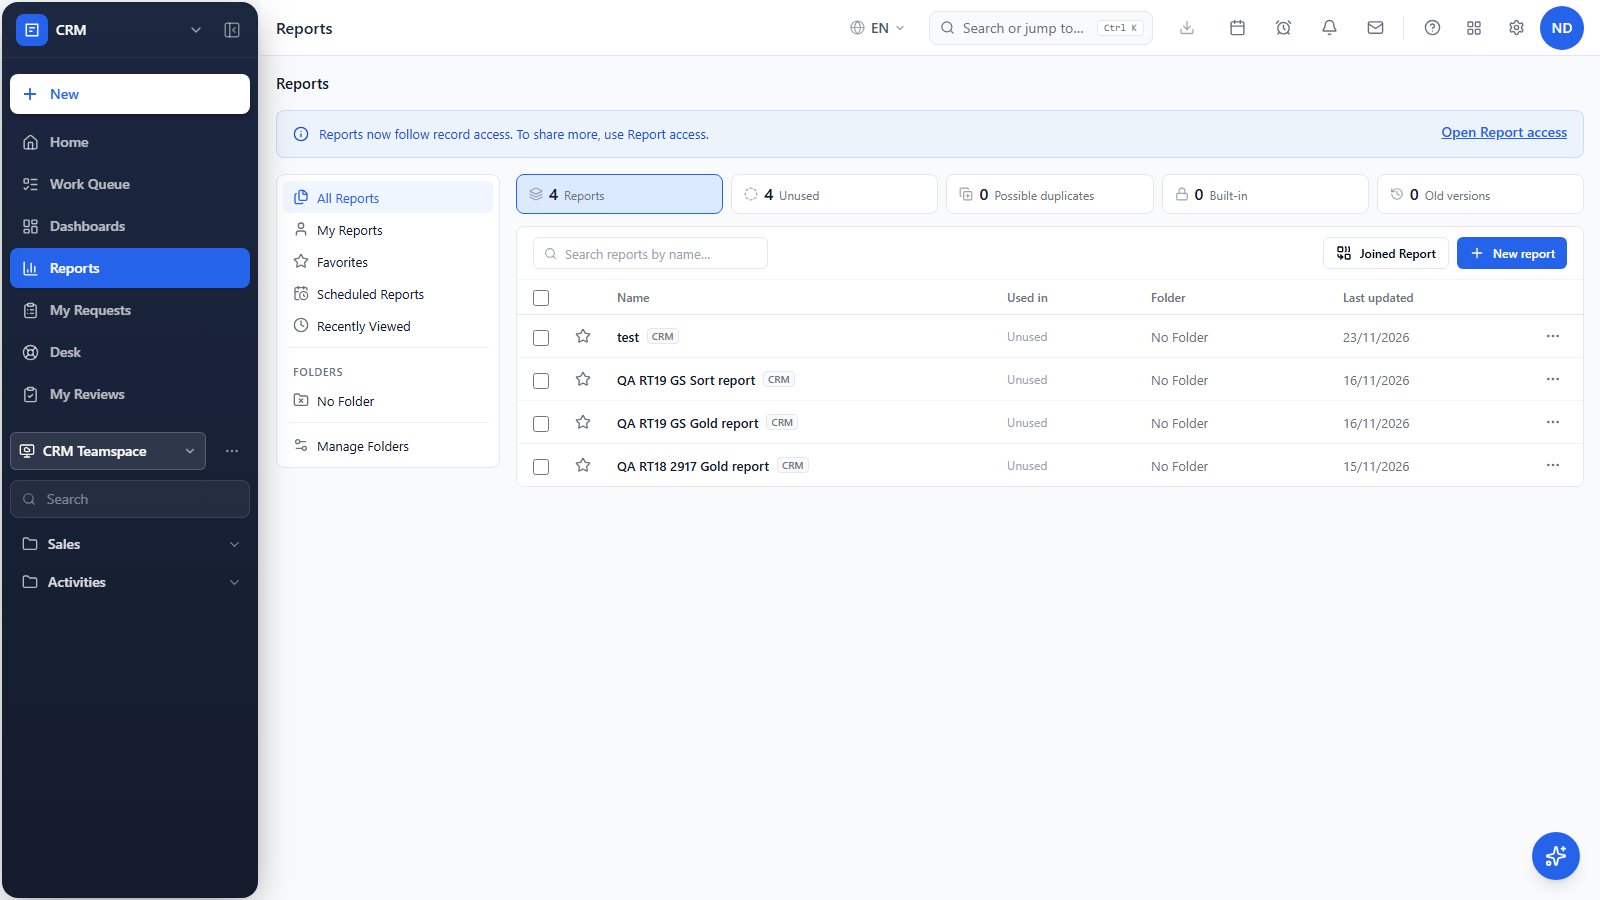 CRM
Reports
EN
Search or jump to...
Ctrl K
ND
New
Home
Work Queue
Dashboards
Reports
My Requests
Desk
My Reviews
CRM Teamspace
Search
Sales
Activities
Reports
Reports now follow record access. To share more, use Report access.
Open Report access
All Reports
My Reports
Favorites
Scheduled Reports
Recently Viewed
FOLDERS
No Folder
Manage Folders
4 Reports
4 Unused
0 Possible duplicates
0 Built-in
0 Old versions
Search reports by name...
Joined Report
New report
Name Used in Folder Last updated
test CRM Unused No Folder 23/11/2026
QA RT19 GS Sort report CRM Unused No Folder 16/11/2026
QA RT19 GS Gold report CRM Unused No Folder 16/11/2026
QA RT18 2917 Gold report CRM Unused No Folder 15/11/2026